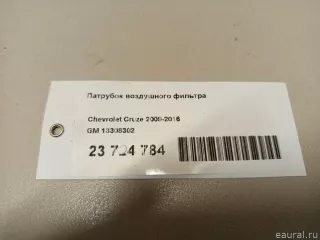 Патрубок воздушного фильтра
Chevrolet Cruze 2009-2016
GM 13308302
23 724 784
eaural.ru